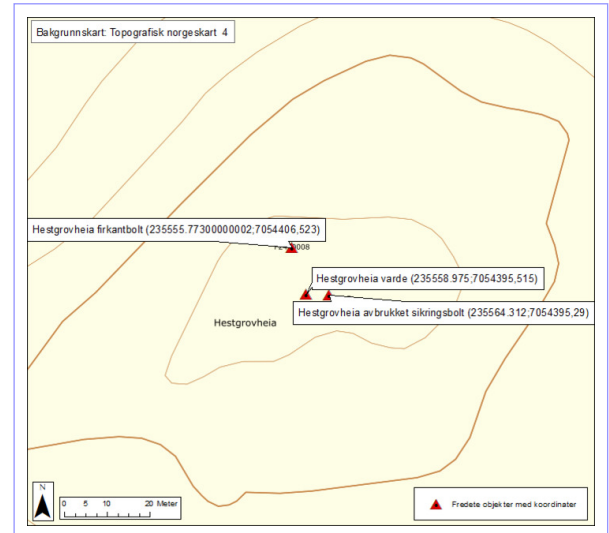 Bakgrunnskart: Topografisk norgeskart 4
Hestgrovheia firkantbolt (235555.77300000002;7054406,523)
Hestgrovheia varde (235558.975;7054395,515)
Hestgrovheia avbrukket sikringsbolt (235564.312;7054395,29)
Hestgrovheia
N
0 5 10 20 Meter
Fredete objekter med koordinater